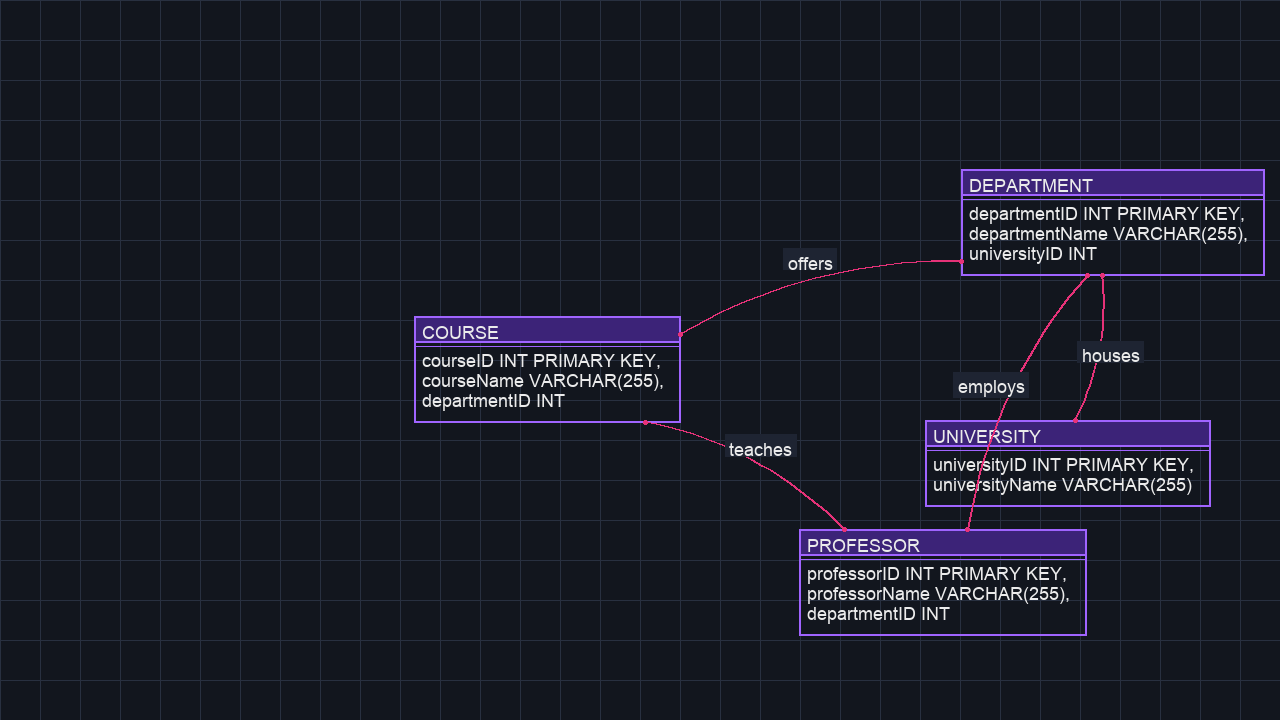 DEPARTMENT
departmentID INT PRIMARY KEY,
departmentName VARCHAR(255),
universityID INT
offers
COURSE
courseID INT PRIMARY KEY,
courseName VARCHAR(255),
departmentID INT
houses
employs
teaches
UNIVERSITY
universityID INT PRIMARY KEY,
universityName VARCHAR(255)
PROFESSOR
professorID INT PRIMARY KEY,
professorName VARCHAR(255),
departmentID INT